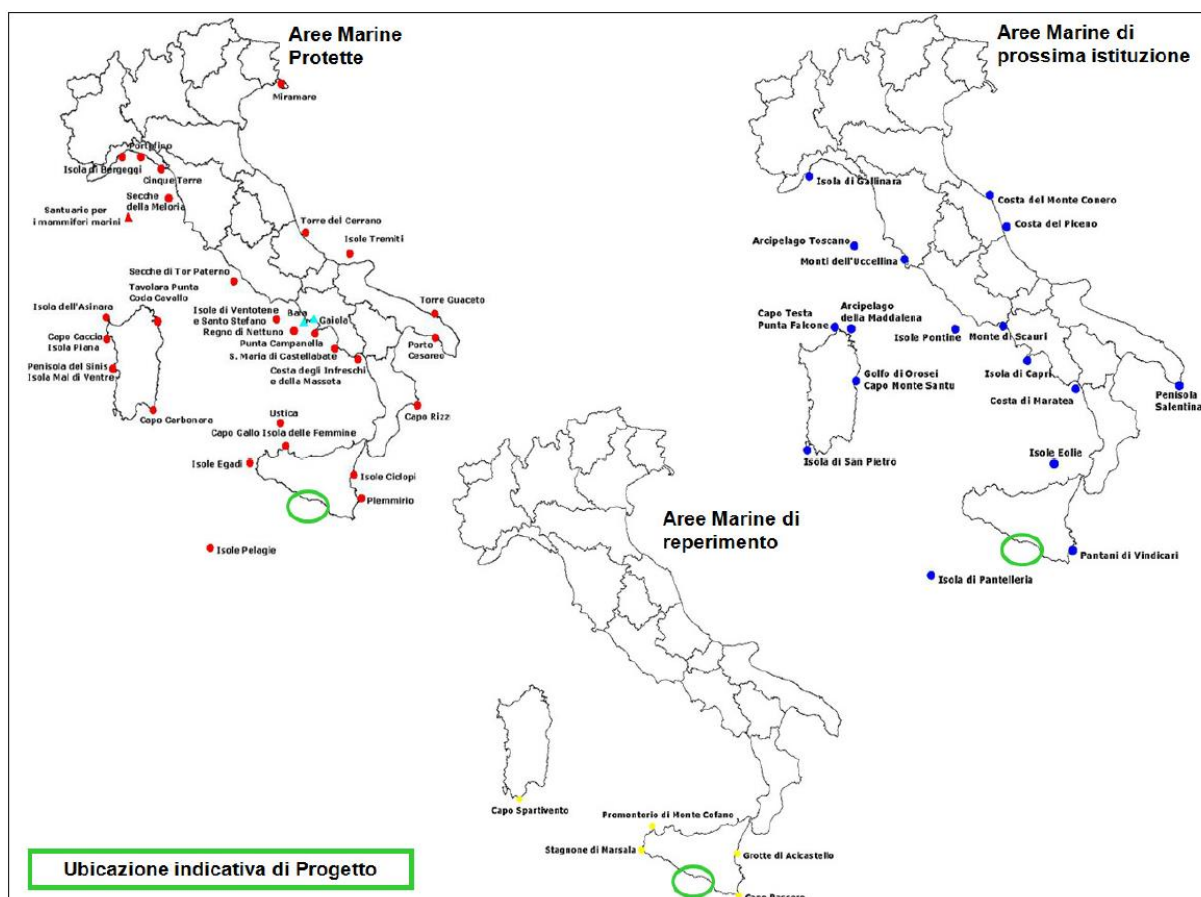 Aree Marine
Protette
Miramare
Portofino
Isola di Bergeggi
Cinque Terre
Secche
della Meloria
Santuario per
i mammiferi marini
Torre del Cerrano
Isole Tremiti
Secche di Tor Paterno
Tavolara Punta
Coda Cavallo
Isola dell'Asinara
Isole di Ventotene
e Santo Stefano
Baia
Gaiola
Regno di Nettuno
Punta Campanella
S. Maria di Castellabate
Costa degli Infreschi
e della Masseta
Torre Guaceto
Porto
Cesareo
Capo Caccia
Isola Piana
Penisola del Sinis
Isola Mal di Ventre
Capo Carbonara
Capo Rizz
Ustica
Capo Gallo Isola delle Femmine
Isole Egadi
Isole Ciclopi
Plemmirio
Isole Pelagie
Aree Marine di
prossima istituzione
Isola di Gallinara
Costa del Monte Conero
Costa del Piceno
Arcipelago Toscano
Monti dell'Uccellina
Capo Testa
Punta Falcone
Arcipelago
della Maddalena
Isole Pontine
Monte di Scauri
Golfo di Orosei
Capo Monte Santu
Isola di Capri
Costa di Maratea
Penisola
Salentina
Isola di San Pietro
Isole Eolie
Pantani di Vindicari
Isola di Pantelleria
Aree Marine di
reperimento
Capo Spartivento
Promontorio di Monte Cofano
Stagnone di Marsala
Grotte di Acicastello
Capo Passero
Ubicazione indicativa di Progetto